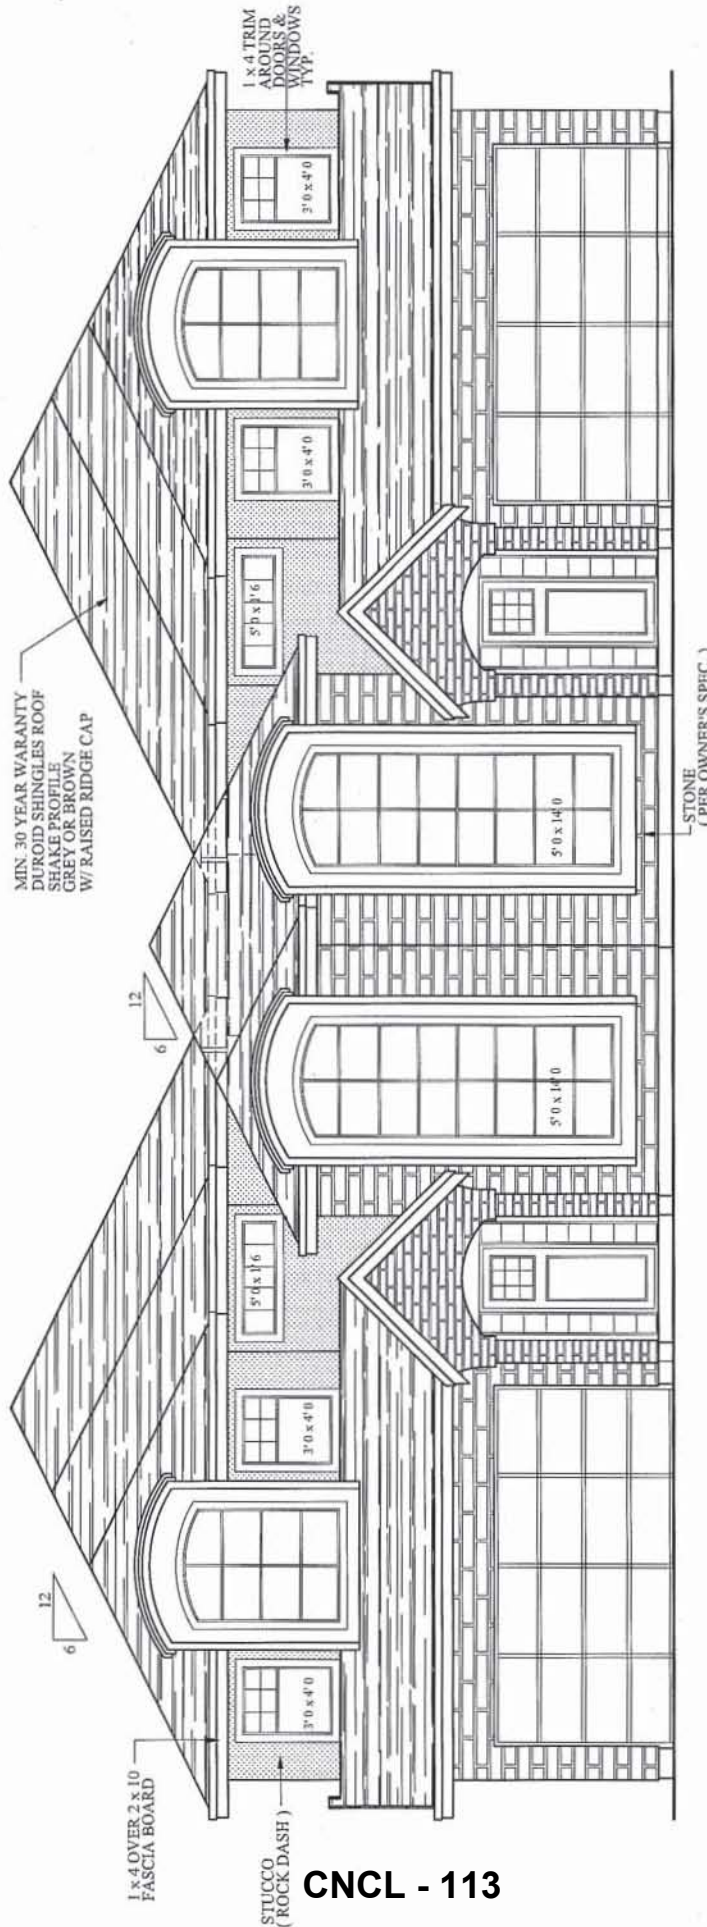 MIN. 30 YEAR WARANTY
DUROID SHINGLES ROOF
SHAKE PROFILE
GREY OR BROWN
W/ RAISED RIDGE CAP
12
6
12
6
1 x 4 OVER 2 x 10
FASCIA BOARD
STUCCO
( ROCK DASH )
1 x 4 TRIM
AROUND
DOORS &
WINDOWS
TYP.
3' 0 x 4' 0
3' 0 x 4' 0
5' 0 x 1' 6
5' 0 x 1' 6
3' 0 x 4' 0
3' 0 x 4' 0
5' 0 x 14' 0
5' 0 x 14' 0
STONE
( PER OWNER'S SPEC. )
CNCL - 113